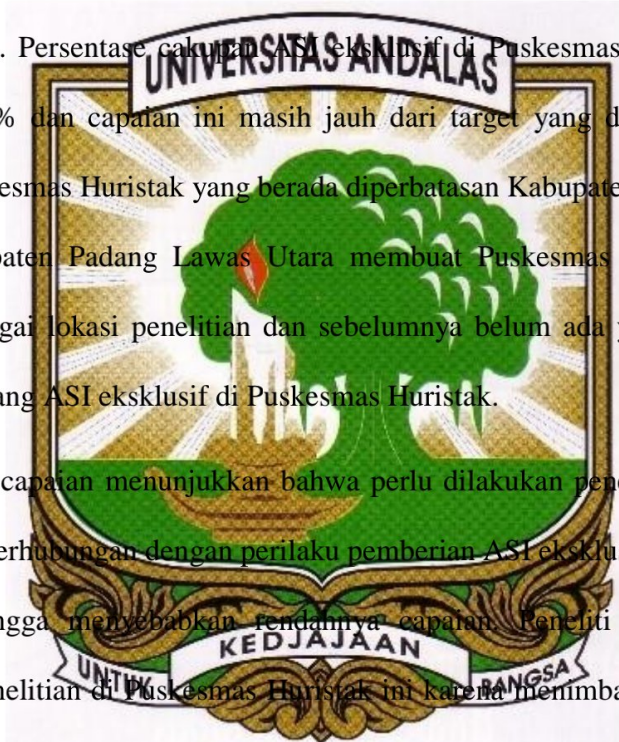 . Persentase cakupan ASI eksklusif di Puskesmas
UNIVERSITAS ANDALAS
% dan capaian ini masih jauh dari target yang d
esmas Huristak yang berada diperbatasan Kabupate
paten Padang Lawas Utara membuat Puskesmas
gai lokasi penelitian dan sebelumnya belum ada y
ang ASI eksklusif di Puskesmas Huristak.
capaian menunjukkan bahwa perlu dilakukan pene
erhubungan dengan perilaku pemberian ASI eksklu
ngga menyebabkan rendahnya capaian. Peneliti
KEDJAJAAN
UNTUK BANGSA
nelitian di Puskesmas Huristak ini karena menimba